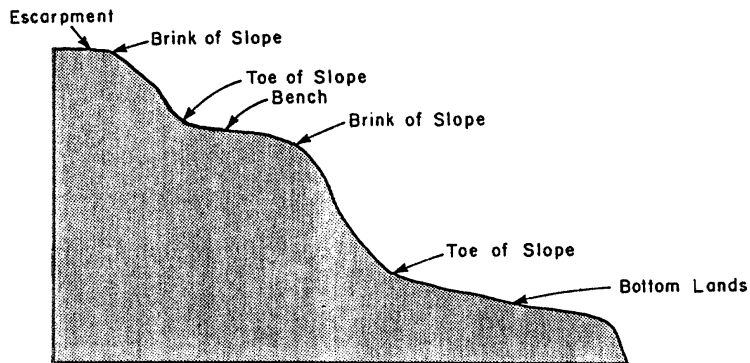 Escarpment
Brink of Slope
Toe of Slope
Bench
Brink of Slope
Toe of Slope
Bottom Lands